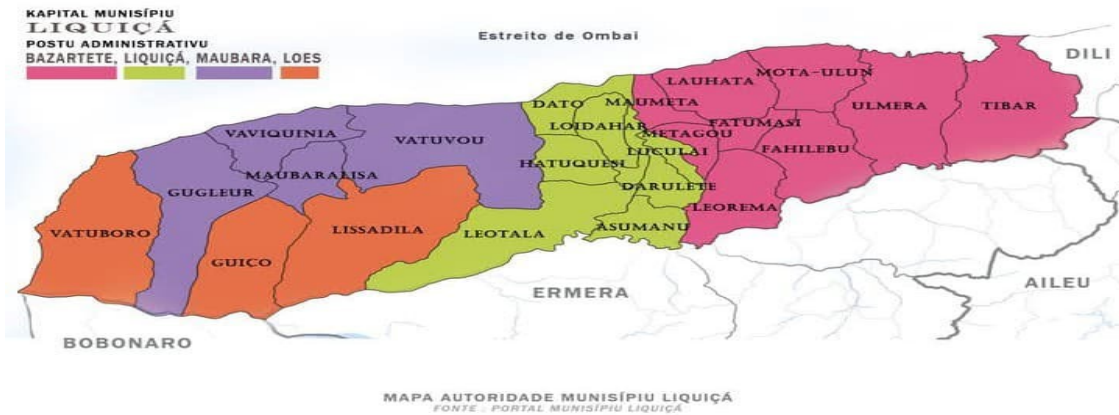 KAPITAL MUNISÍPIU
LIQUIÇÁ
POSTU ADMINISTRATIVU
BAZARTETE, LIQUIÇÁ, MAUBARA, LOES
Estreito de Ombai
DILI
LAUHATA
MOTA-ULUN
DATO
MAUMETA
ULMERA
TIBAR
LOIDAHAR
FATUMASI
VAVIQUINIA
VATUVOU
METAGOU
LUCULAI
FAHILEBU
HATUQUESI
MAUBARALISA
GUGLEUR
DARULETE
LEOREMA
VATUBORO
LISSADILA
LEOTALA
ASUMANU
GUIÇO
AILEU
ERMERA
BOBONARO
MAPA AUTORIDADE MUNISÍPIU LIQUIÇÁ
FONTE : PORTAL MUNISÍPIU LIQUIÇÁ